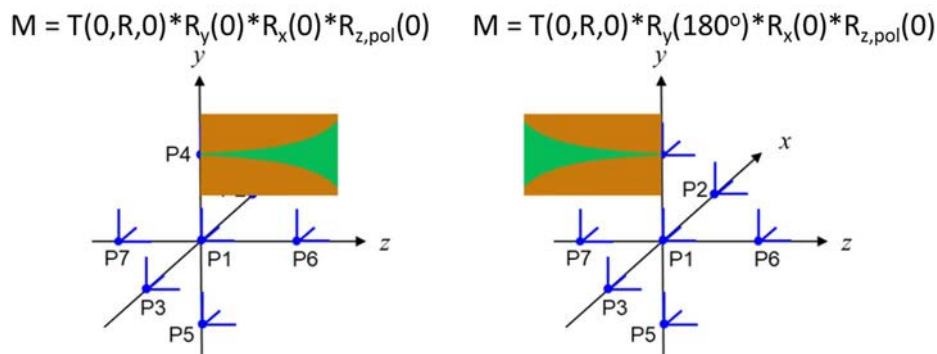 M = T(0,R,0)*Ry(0)*Rx(0)*Rz,pol(0)
M = T(0,R,0)*Ry(180o)*Rx(0)*Rz,pol(0)
y
P4
P7
P1
P6
z
P3
P5
y
x
P2
P7
P1
P6
z
P3
P5